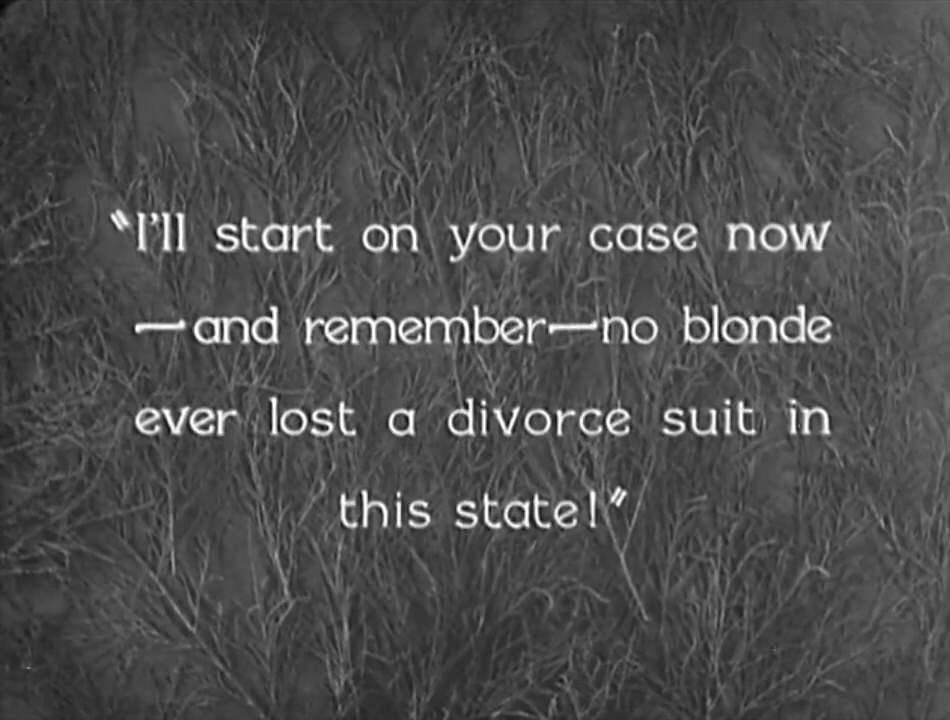 "I'll start on your case now
—and remember—no blonde
ever lost a divorce suit in
this state!"